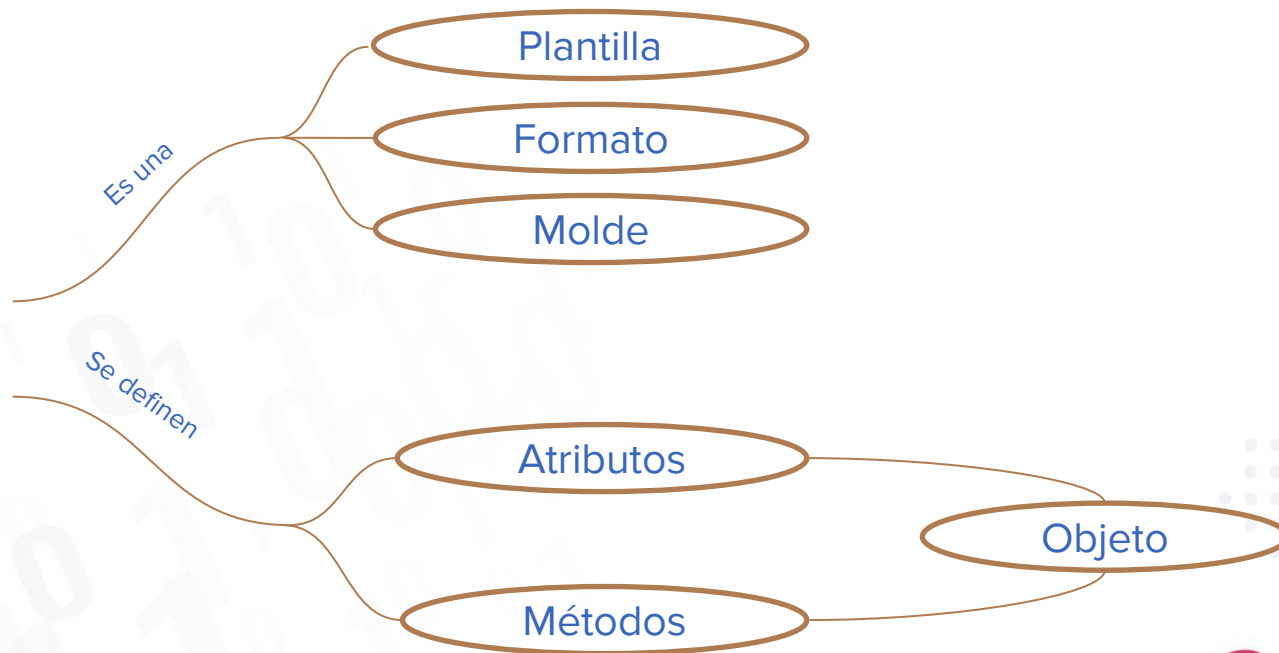 Plantilla
Formato
Es una
Molde
Se definen
Atributos
Objeto
Métodos